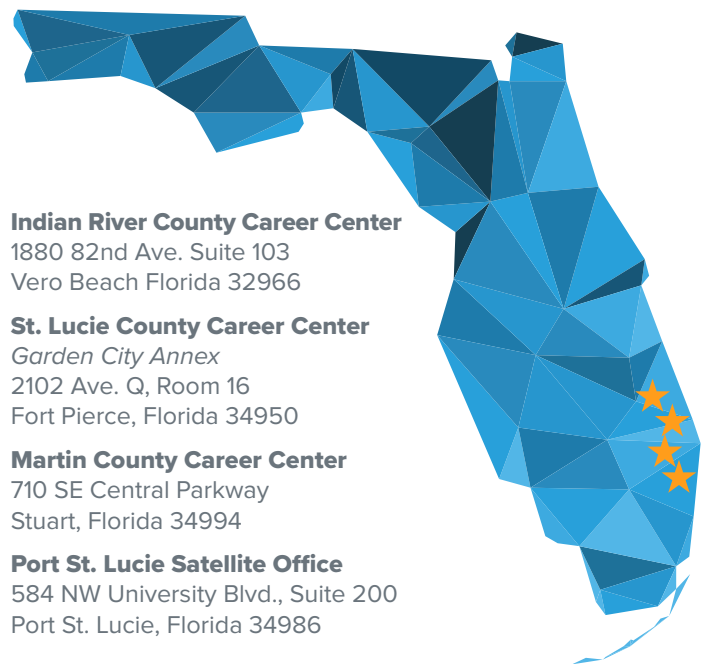 Indian River County Career Center
1880 82nd Ave. Suite 103
Vero Beach Florida 32966
St. Lucie County Career Center
Garden City Annex
2102 Ave. Q, Room 16
Fort Pierce, Florida 34950
Martin County Career Center
710 SE Central Parkway
Stuart, Florida 34994
Port St. Lucie Satellite Office
584 NW University Blvd., Suite 200
Port St. Lucie, Florida 34986